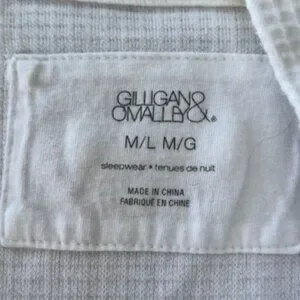 GILLIGAN &
O'MALLEY®
M/L M/G
sleepwear • tenues de nuit
MADE IN CHINA
FABRIQUÉ EN CHINE